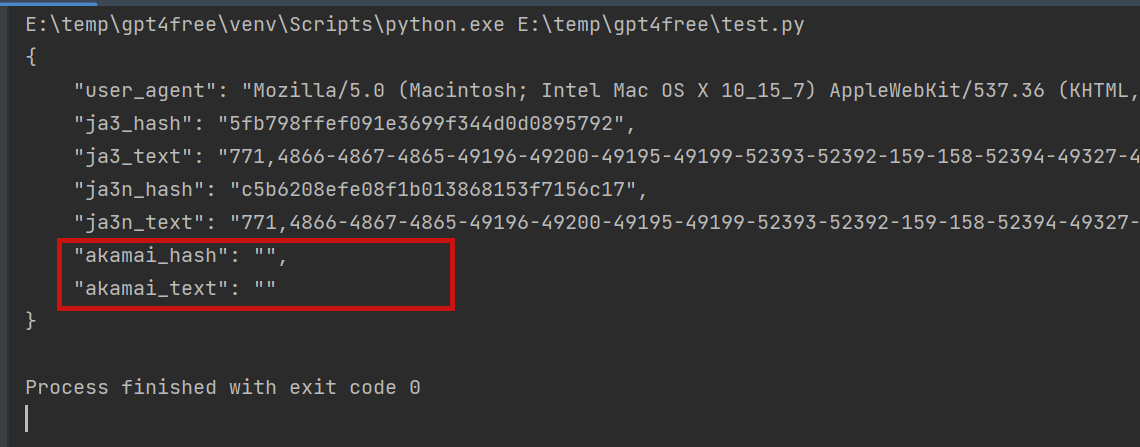 E:\temp\gpt4free\venv\Scripts\python.exe E:\temp\gpt4free\test.py
{
    "user_agent": "Mozilla/5.0 (Macintosh; Intel Mac OS X 10_15_7) AppleWebKit/537.36 (KHTML,
    "ja3_hash": "5fb798ffef091e3699f344d0d0895792",
    "ja3_text": "771,4866-4867-4865-49196-49200-49195-49199-52393-52392-159-158-52394-49327-4
    "ja3n_hash": "c5b6208efe08f1b013868153f7156c17",
    "ja3n_text": "771,4866-4867-4865-49196-49200-49195-49199-52393-52392-159-158-52394-49327-
    "akamai_hash": "",
    "akamai_text": ""
}
Process finished with exit code 0